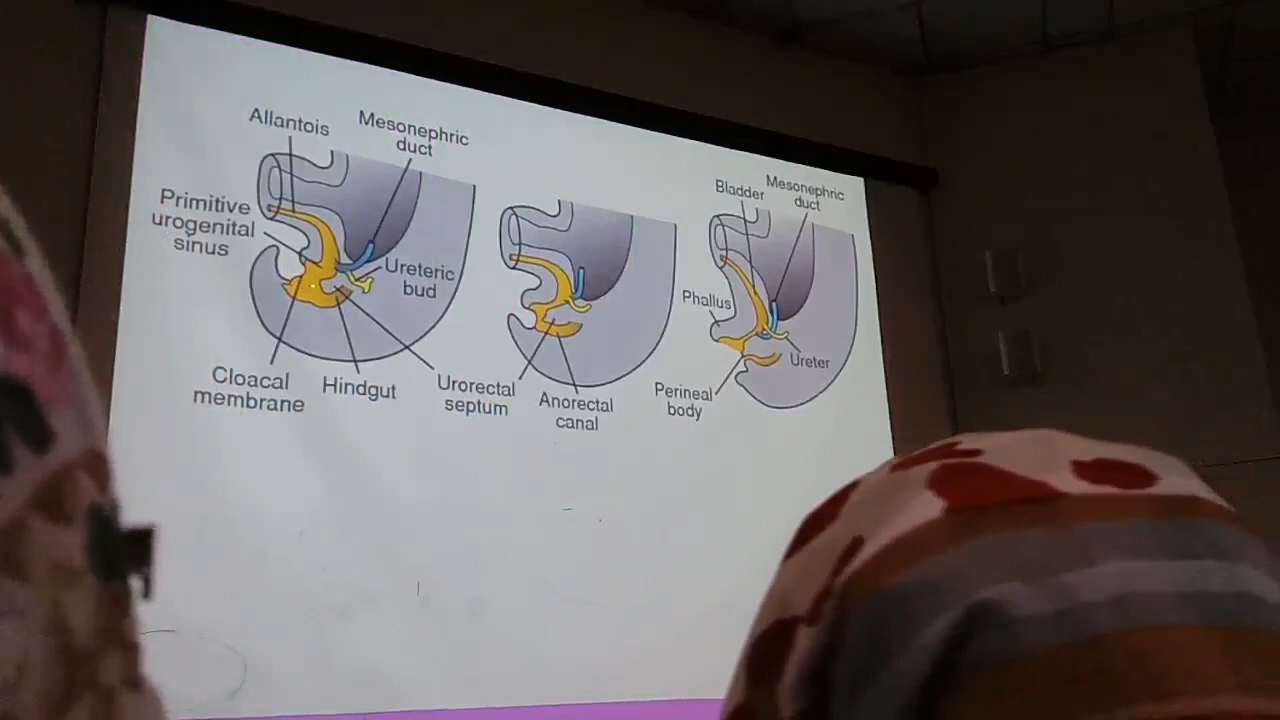 Allantois
Mesonephric
duct
Primitive
urogenital
sinus
Ureteric
bud
Cloacal
membrane
Hindgut
Urorectal
septum
Anorectal
canal
Bladder
Mesonephric
duct
Phallus
Ureter
Perineal
body